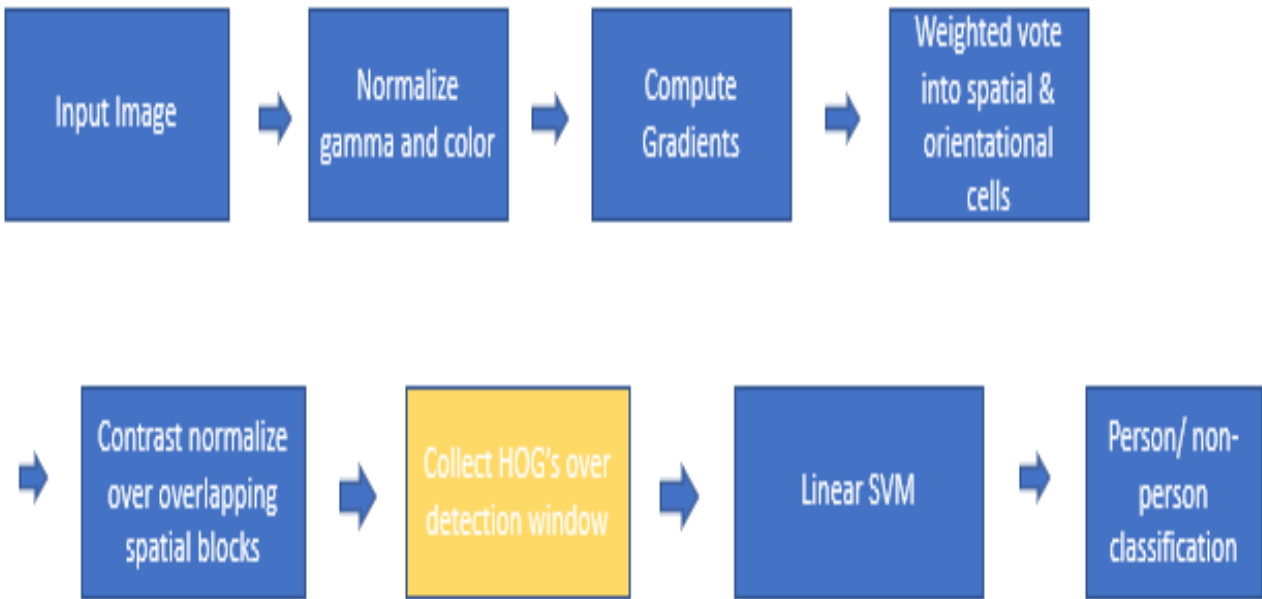 Input Image
Normalize
gamma and color
Compute
Gradients
Weighted vote
into spatial &
orientational
cells
Contrast normalize
over overlapping
spatial blocks
Collect HOG's over
detection window
Linear SVM
Person/ non-
person
classification